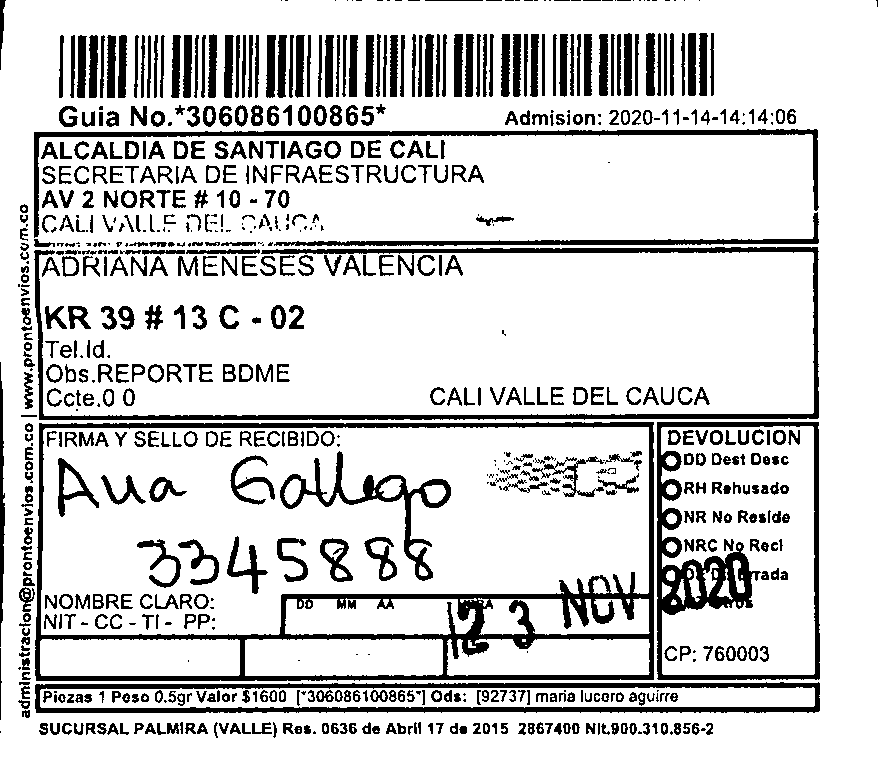 Guia No.*306086100865*
Admision: 2020-11-14-14:14:06
ALCALDIA DE SANTIAGO DE CALI
SECRETARIA DE INFRAESTRUCTURA
AV 2 NORTE # 10 - 70
CALI VALLE DEL CAUCA
ADRIANA MENESES VALENCIA
KR 39 # 13 C - 02
Tel.Id.
Obs.REPORTE BDME
Ccte.0 0
CALI VALLE DEL CAUCA
FIRMA Y SELLO DE RECIBIDO:
Ana Gallego
3345888
NOMBRE CLARO:
NIT - CC - TI - PP:
DD MM AA
23 NOV 2020
DEVOLUCION
DD Dest Desc
RH Rehusado
NR No Reside
NRC No Recl
CP: 760003
Piezas 1 Peso 0.5gr Valor $1600 [*306086100865*] Ods: [92737] maria lucero aguirre
SUCURSAL PALMIRA (VALLE) Res. 0636 de Abril 17 de 2015 2867400 Nit.900.310.856-2
administracion@prontoenvios.com.co | www.prontoenvios.com.co